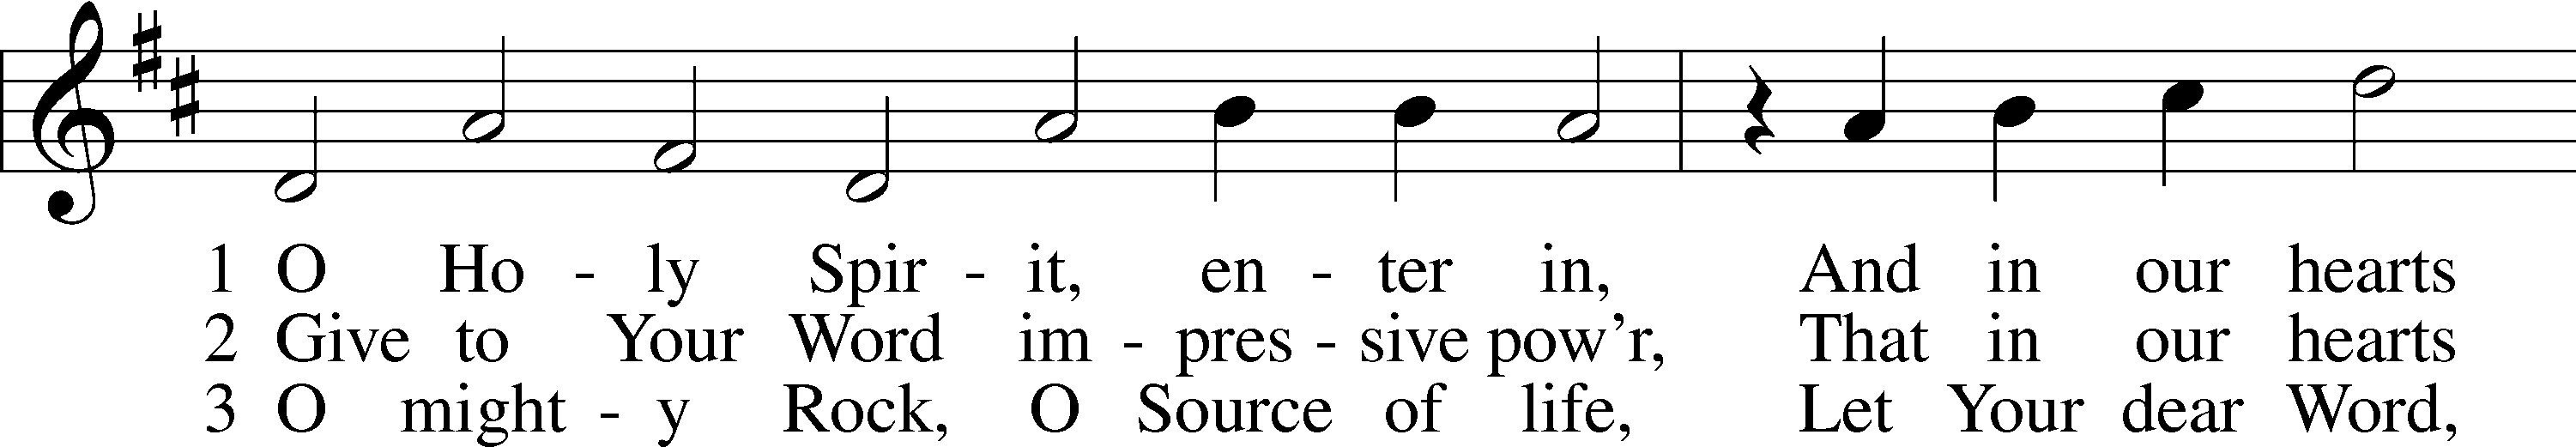 1 O Ho - ly Spir - it, en - ter in, And in our hearts
2 Give to Your Word im - pres - sive pow'r, That in our hearts
3 O might - y Rock, O Source of life, Let Your dear Word,